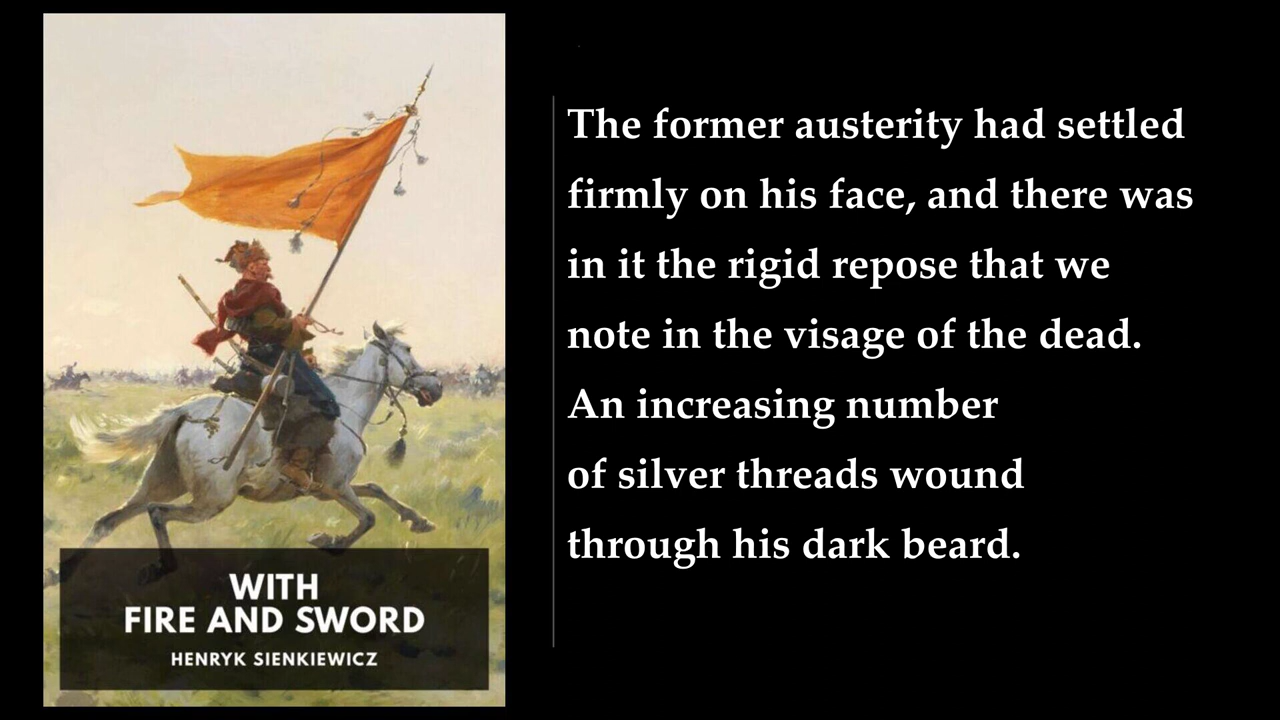 WITH
FIRE AND SWORD
HENRYK SIENKIEWICZ
The former austerity had settled
firmly on his face, and there was
in it the rigid repose that we
note in the visage of the dead.
An increasing number
of silver threads wound
through his dark beard.